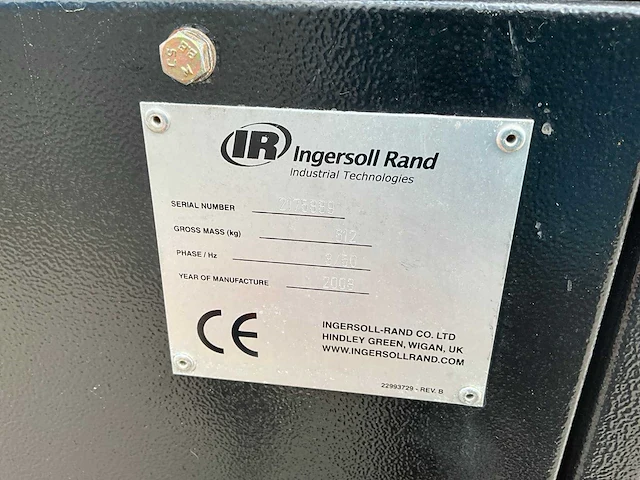 IR Ingersoll Rand
Industrial Technologies
SERIAL NUMBER
GROSS MASS (kg)
PHASE / Hz
YEAR OF MANUFACTURE 2008
CE
INGERSOLL-RAND CO. LTD
HINDLEY GREEN, WIGAN, UK
WWW.INGERSOLLRAND.COM
22993729 - REV. B